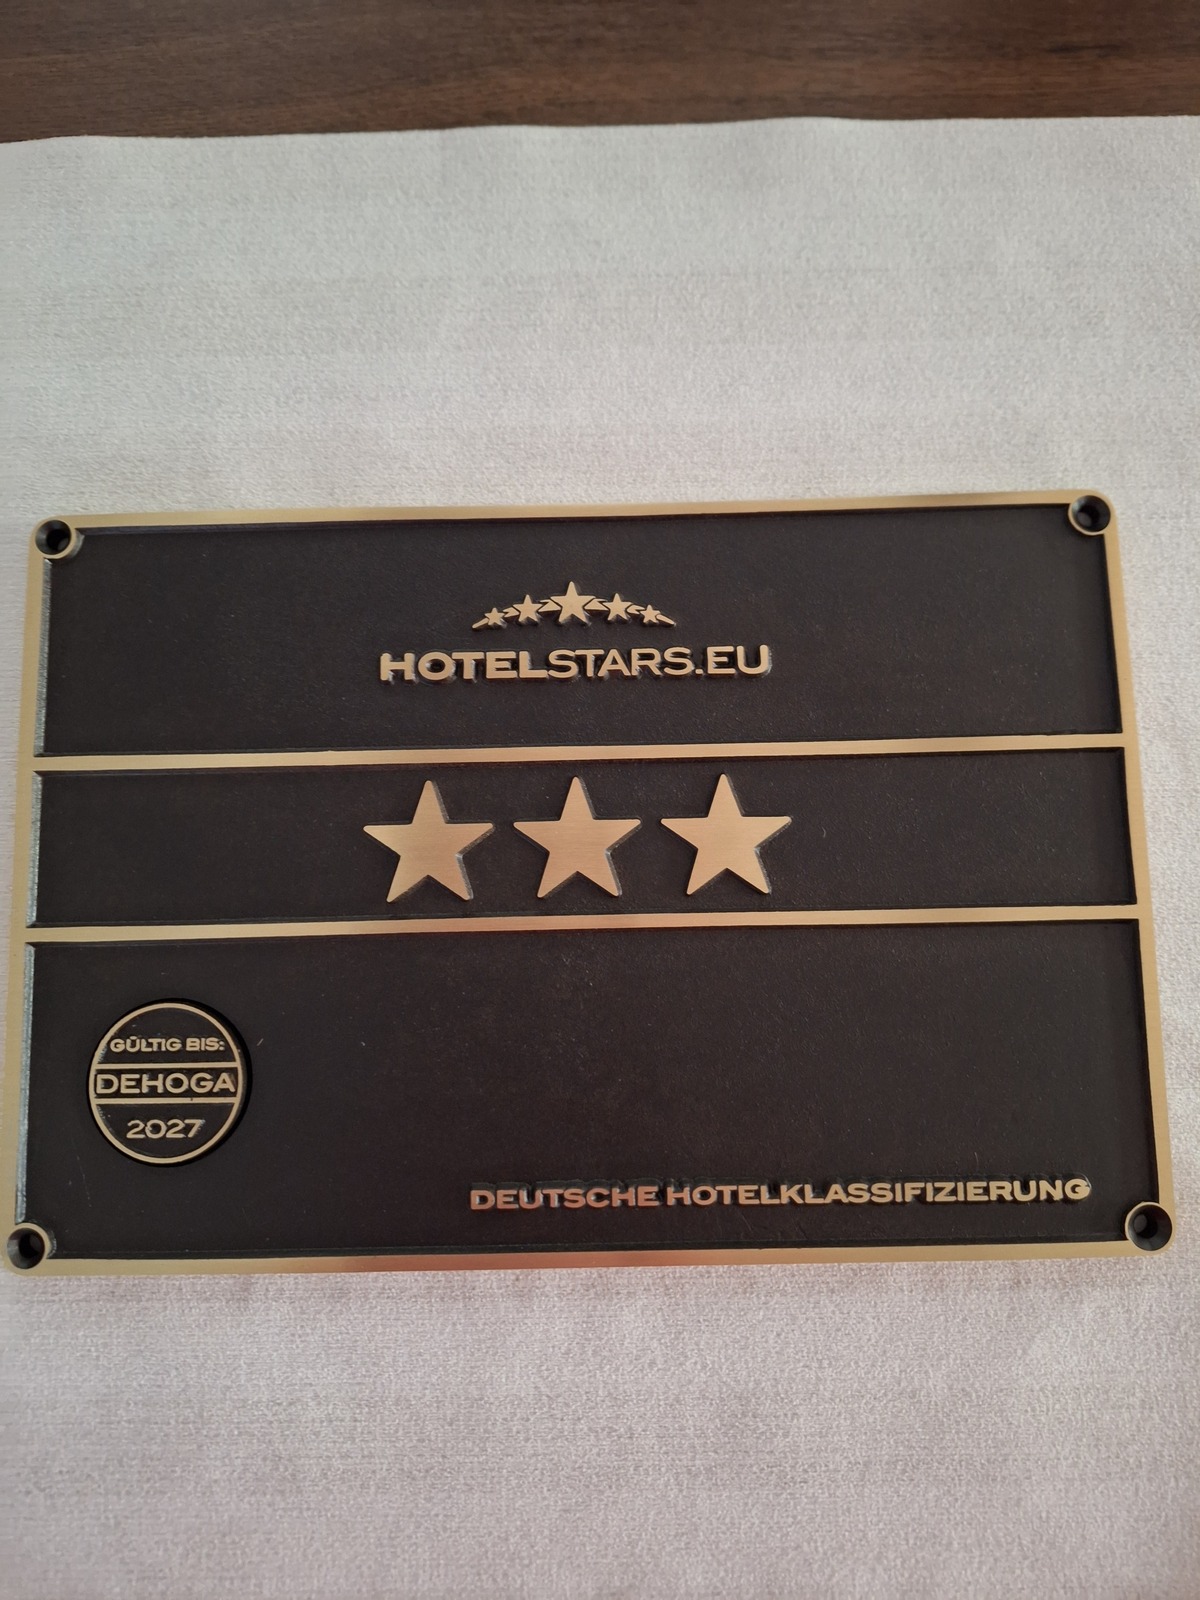 HOTELSTARS.EU
GÜLTIG BIS:
DEHOGA
2027
DEUTSCHE HOTELKLASSIFIZIERUNG